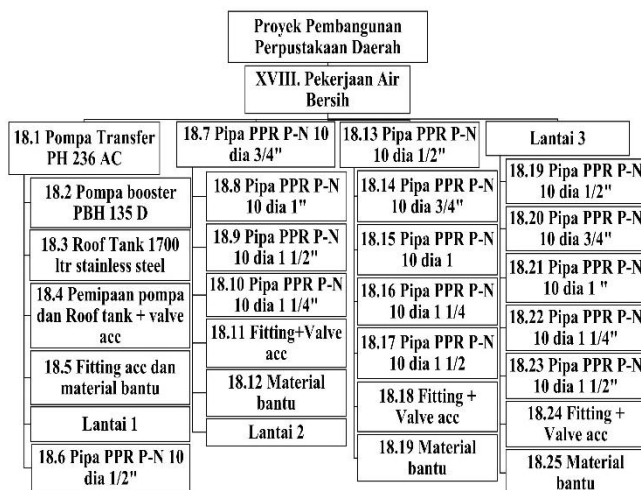 Proyek Pembangunan
Perpustakaan Daerah
XVIII. Pekerjaan Air
Bersih
18.1 Pompa Transfer
PH 236 AC
18.2 Pompa booster
PBH 135 D
18.3 Roof Tank 1700
ltr stainless steel
18.4 Pemipaan pompa
dan Roof tank + valve
acc
18.5 Fitting acc dan
material bantu
Lantai 1
18.6 Pipa PPR P-N 10
dia 1/2"
18.7 Pipa PPR P-N 10
dia 3/4"
18.8 Pipa PPR P-N
10 dia 1"
18.9 Pipa PPR P-N
10 dia 1 1/2"
18.10 Pipa PPR P-N
10 dia 1 1/4"
18.11 Fitting+Valve
acc
18.12 Material
bantu
Lantai 2
18.13 Pipa PPR P-N
10 dia 1/2"
18.14 Pipa PPR P-N
10 dia 3/4"
18.15 Pipa PPR P-N
10 dia 1
18.16 Pipa PPR P-N
10 dia 1 1/4
18.17 Pipa PPR P-N
10 dia 1 1/2
18.18 Fitting +
Valve acc
18.19 Material
bantu
Lantai 3
18.19 Pipa PPR P-N
10 dia 1/2"
18.20 Pipa PPR P-N
10 dia 3/4"
18.21 Pipa PPR P-N
10 dia 1 "
18.22 Pipa PPR P-N
10 dia 1 1/4"
18.23 Pipa PPR P-N
10 dia 1 1/2"
18.24 Fitting +
Valve acc
18.25 Material
bantu